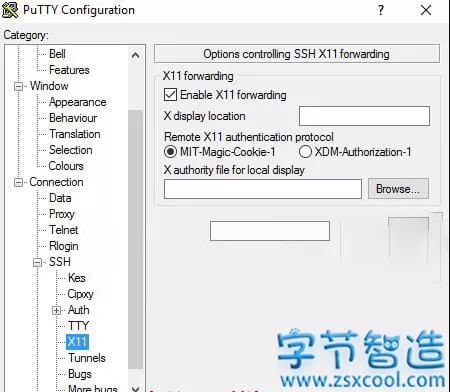 PuTTY Configuration
Category:
Bell
Features
Window
Appearance
Behaviour
Translation
Selection
Colours
Connection
Data
Proxy
Telnet
Rlogin
SSH
Kes
Cipxy
Auth
TTY
X11
Tunnels
Bugs
More bugs
Options controlling SSH X11 forwarding
X11 forwarding
Enable X11 forwarding
X display location
Remote X11 authentication protocol
MIT-Magic-Cookie-1
XDM-Authorization-1
X authority file for local display
Browse...
字节智造
www.zsxcool.com